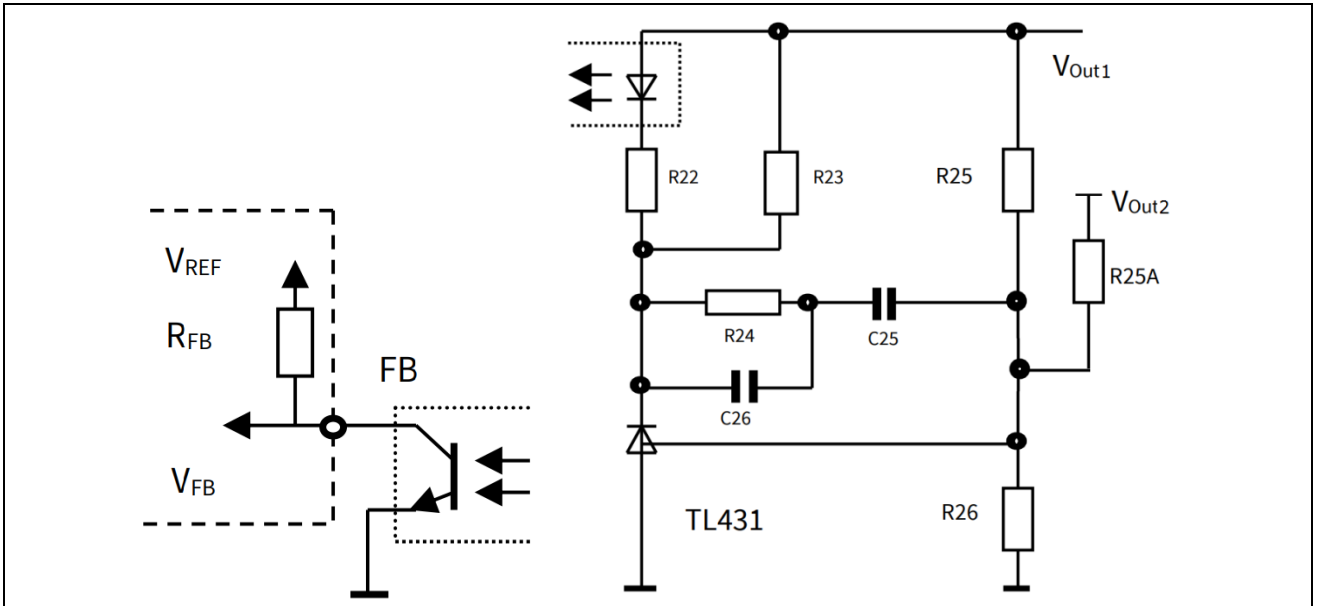 VOut1
R22
R23
R25
VOut2
VREF
R25A
RFB
R24
C25
FB
C26
VFB
TL431
R26